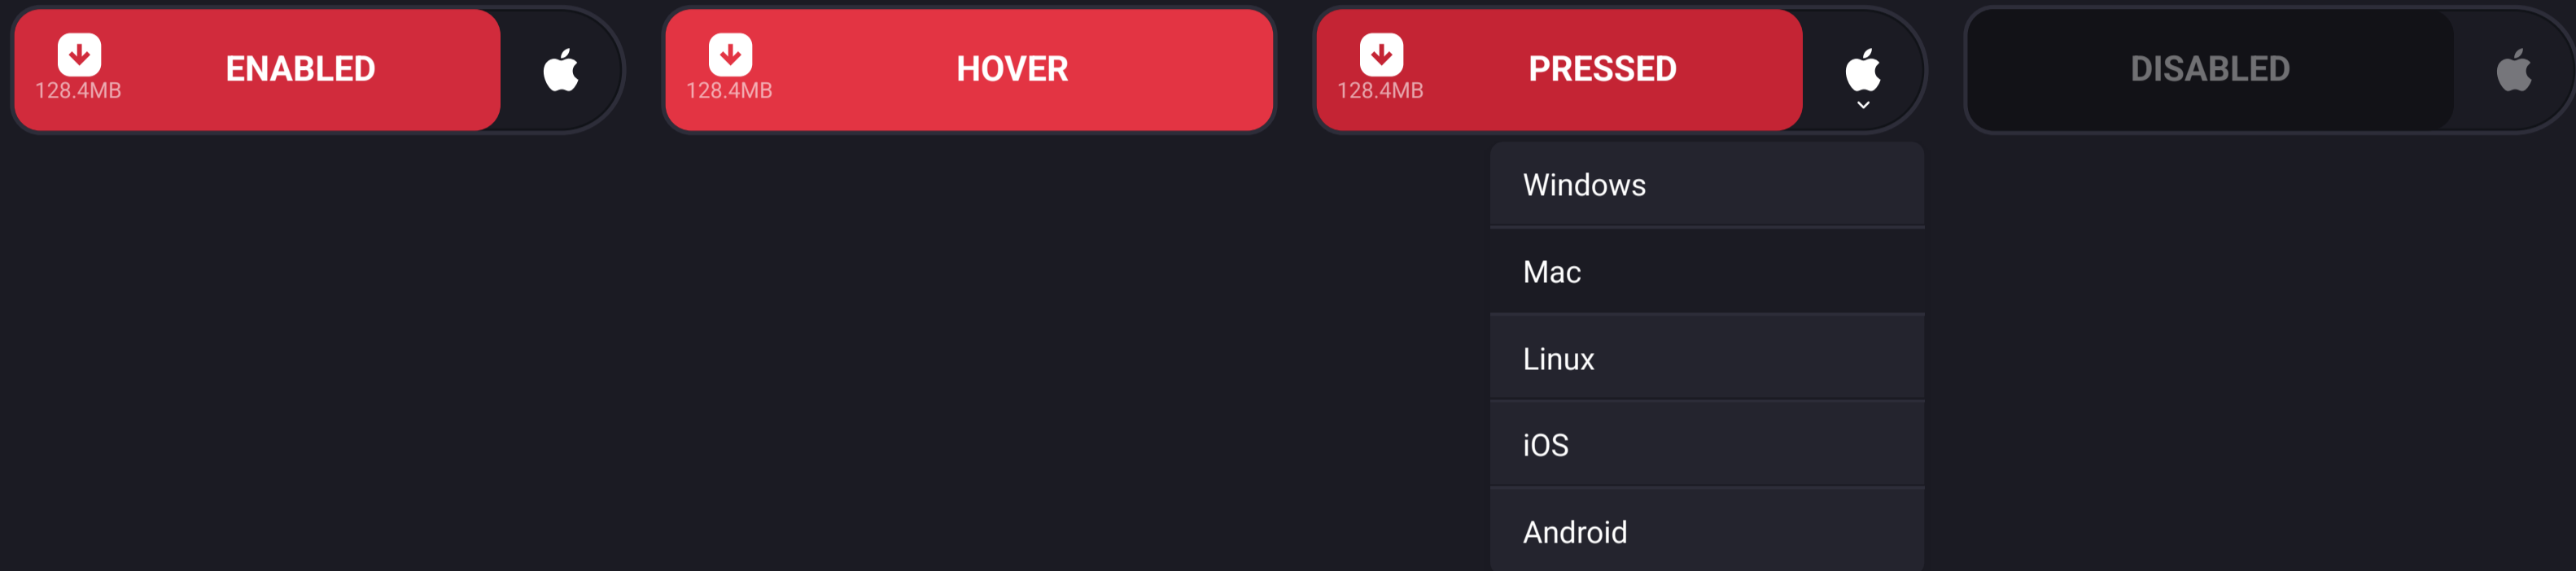 128.4MB
ENABLED
128.4MB
HOVER
128.4MB
PRESSED
DISABLED
Windows
Mac
Linux
iOS
Android